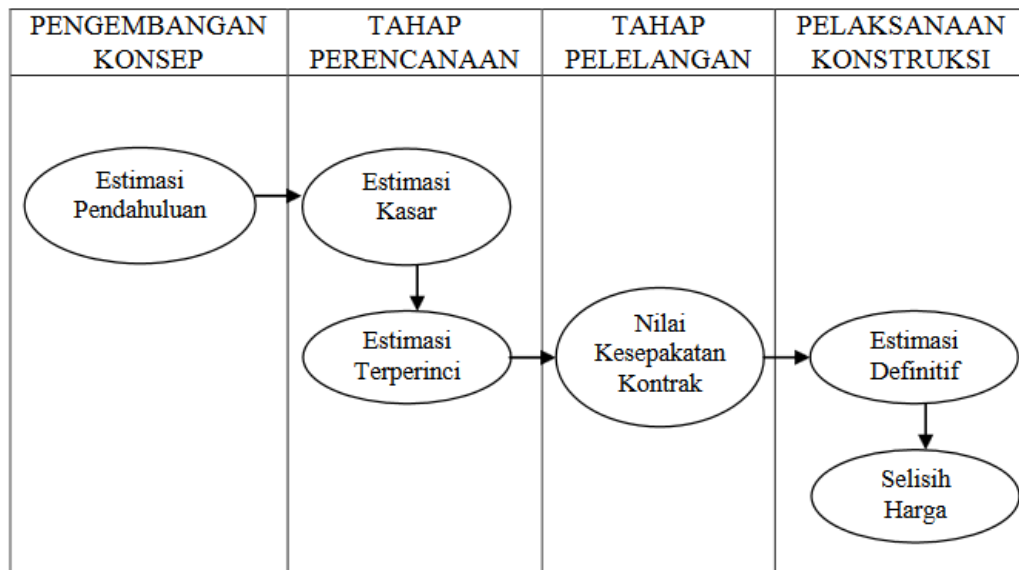 PENGEMBANGAN
KONSEP
TAHAP
PERENCANAAN
TAHAP
PELELANGAN
PELAKSANAAN
KONSTRUKSI
Estimasi
Pendahuluan
Estimasi
Kasar
Estimasi
Terperinci
Nilai
Kesepakatan
Kontrak
Estimasi
Definitif
Selisih
Harga